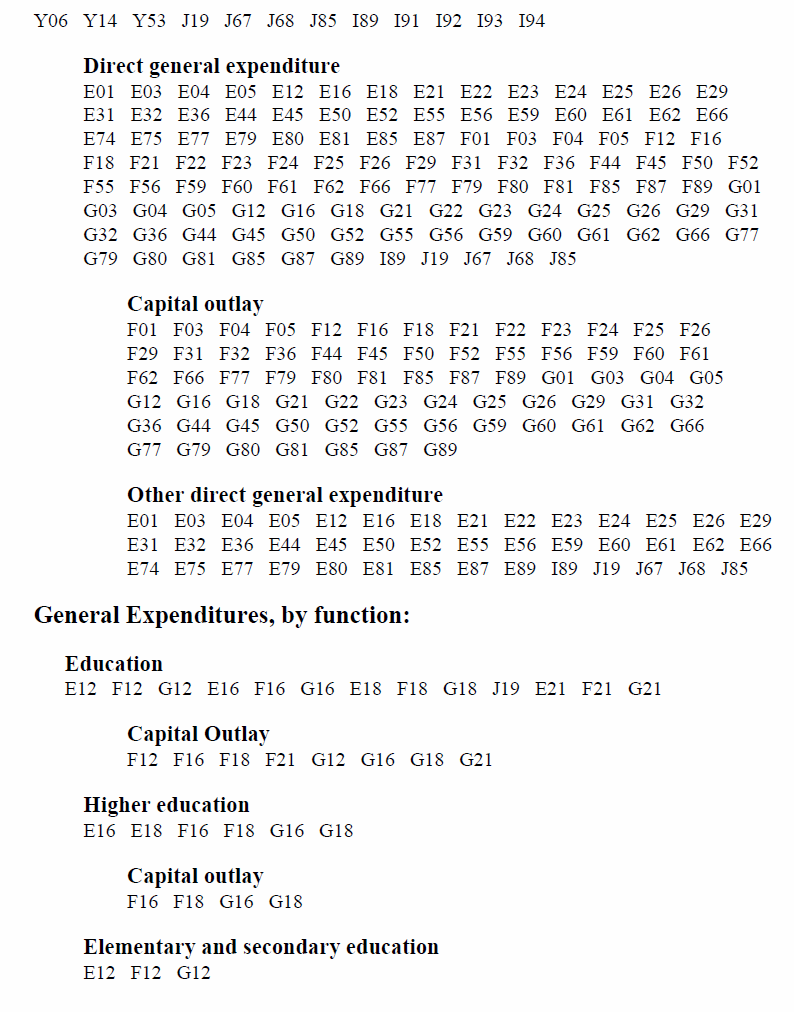 Y06 Y14 Y53 J19 J67 J68 J85 I89 I91 I92 I93 I94
Direct general expenditure
E01 E03 E04 E05 E12 E16 E18 E21 E22 E23 E24 E25 E26 E29
E31 E32 E36 E44 E45 E50 E52 E55 E56 E59 E60 E61 E62 E66
E74 E75 E77 E79 E80 E81 E85 E87 F01 F03 F04 F05 F12 F16
F18 F21 F22 F23 F24 F25 F26 F29 F31 F32 F36 F44 F45 F50 F52
F55 F56 F59 F60 F61 F62 F66 F77 F79 F80 F81 F85 F87 F89 G01
G03 G04 G05 G12 G16 G18 G21 G22 G23 G24 G25 G26 G29 G31
G32 G36 G44 G45 G50 G52 G55 G56 G59 G60 G61 G62 G66 G77
G79 G80 G81 G85 G87 G89 I89 J19 J67 J68 J85
Capital outlay
F01 F03 F04 F05 F12 F16 F18 F21 F22 F23 F24 F25 F26
F29 F31 F32 F36 F44 F45 F50 F52 F55 F56 F59 F60 F61
F62 F66 F77 F79 F80 F81 F85 F87 F89 G01 G03 G04 G05
G12 G16 G18 G21 G22 G23 G24 G25 G26 G29 G31 G32
G36 G44 G45 G50 G52 G55 G56 G59 G60 G61 G62 G66
G77 G79 G80 G81 G85 G87 G89
Other direct general expenditure
E01 E03 E04 E05 E12 E16 E18 E21 E22 E23 E24 E25 E26 E29
E31 E32 E36 E44 E45 E50 E52 E55 E56 E59 E60 E61 E62 E66
E74 E75 E77 E79 E80 E81 E85 E87 E89 I89 J19 J67 J68 J85
General Expenditures, by function:
Education
E12 F12 G12 E16 F16 G16 E18 F18 G18 J19 E21 F21 G21
Capital Outlay
F12 F16 F18 F21 G12 G16 G18 G21
Higher education
E16 E18 F16 F18 G16 G18
Capital outlay
F16 F18 G16 G18
Elementary and secondary education
E12 F12 G12